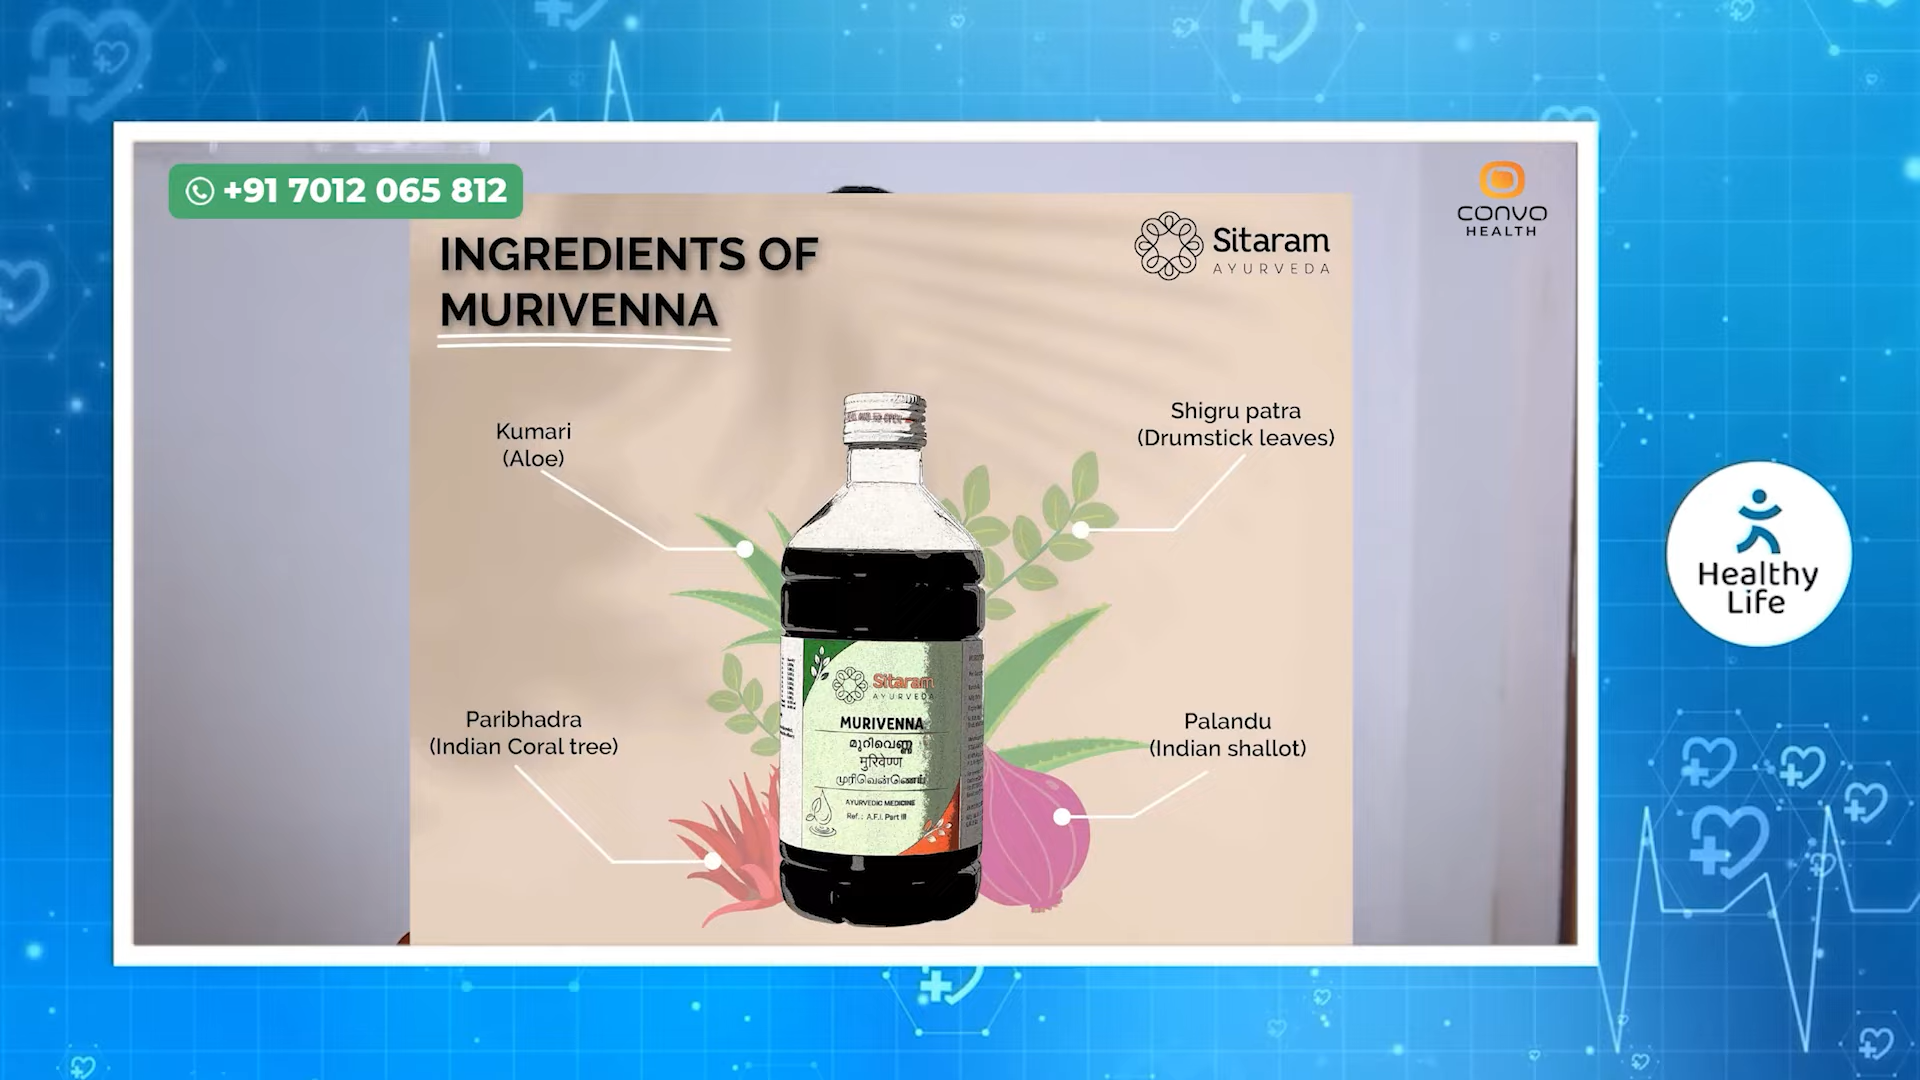 +91 7012 065 812
CONVO
HEALTH
INGREDIENTS OF
MURIVENNA
Sitaram
AYURVEDA
Kumari
(Aloe)
Shigru patra
(Drumstick leaves)
Paribhadra
(Indian Coral tree)
Palandu
(Indian shallot)
Sitaram
AYURVEDA
MURIVENNA
മുറിവെണ്ണ
मुरिवेण्ण
முரிவென்ணெய்
AYURVEDIC MEDICINE
Ref.: A.F.I. Part III
Healthy
Life